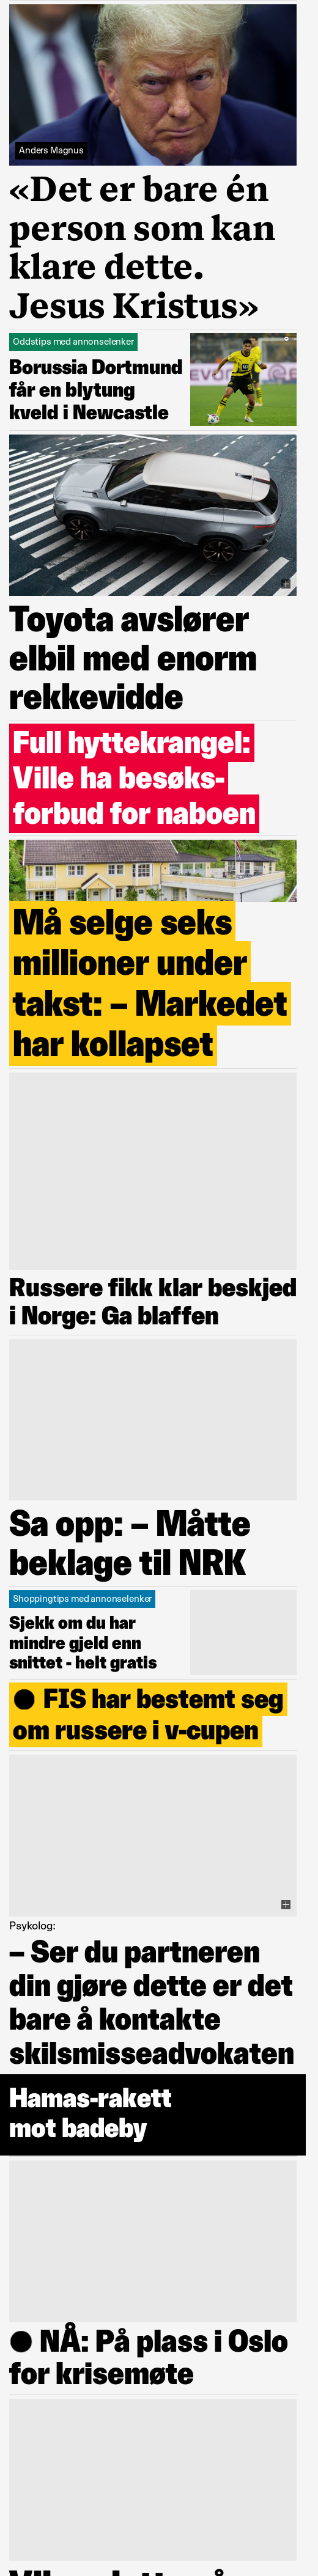 Anders Magnus
«Det er bare én
person som kan
klare dette.
Jesus Kristus»
Oddstips med annonselenker
Borussia Dortmund
får en blytung
kveld i Newcastle
Toyota avslører
elbil med enorm
rekkevidde
Full hyttekrangel:
Ville ha besøks-
forbud for naboen
Må selge seks
millioner under
takst: – Markedet
har kollapset
Russere fikk klar beskjed
i Norge: Ga blaffen
Sa opp: – Måtte
beklage til NRK
Shoppingtips med annonselenker
Sjekk om du har
mindre gjeld enn
snittet - helt gratis
● FIS har bestemt seg
om russere i v-cupen
Psykolog:
– Ser du partneren
din gjøre dette er det
bare å kontakte
skilsmisseadvokaten
Hamas-rakett
mot badeby
● NÅ: På plass i Oslo
for krisemøte